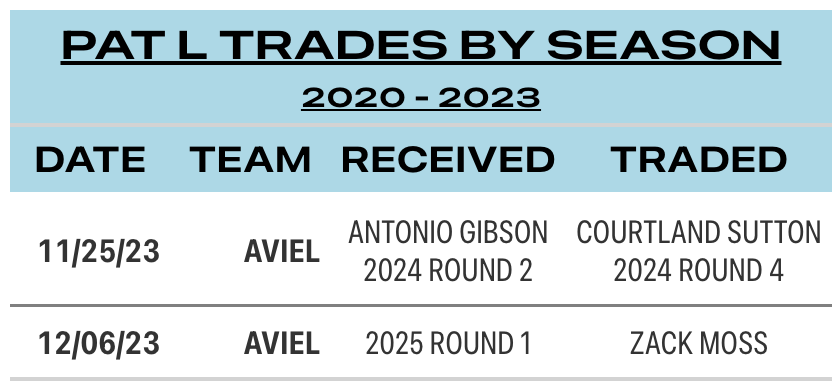 PAT L TRADES BY SEASON
2020 - 2023
DATE TEAM RECEIVED TRADED
11/25/23 AVIEL ANTONIO GIBSON COURTLAND SUTTON
2024 ROUND 2 2024 ROUND 4
12/06/23 AVIEL 2025 ROUND 1 ZACK MOSS